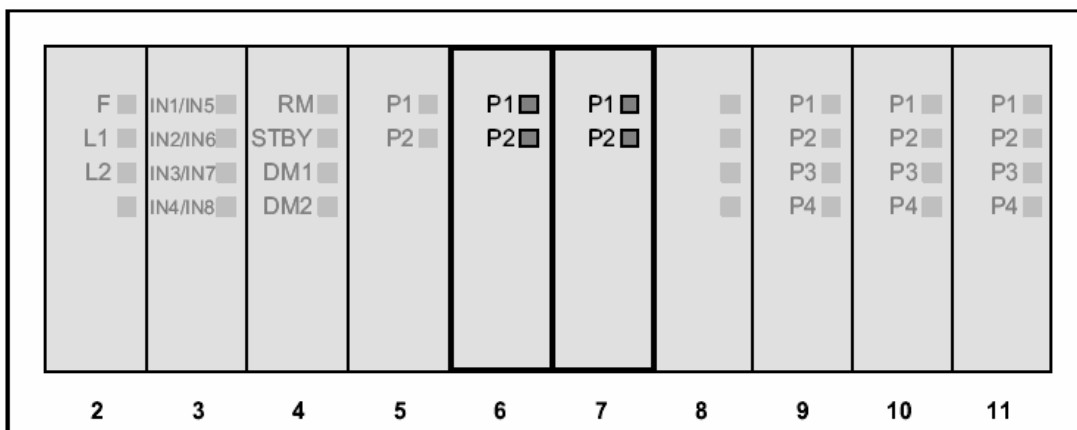 F IN1/IN5 RM P1 P1 P1 P1 P1 P1
L1 IN2/IN6 STBY P2 P2 P2 P2 P2 P2
L2 IN3/IN7 DM1 P3 P3 P3
IN4/IN8 DM2 P4 P4 P4
2 3 4 5 6 7 8 9 10 11